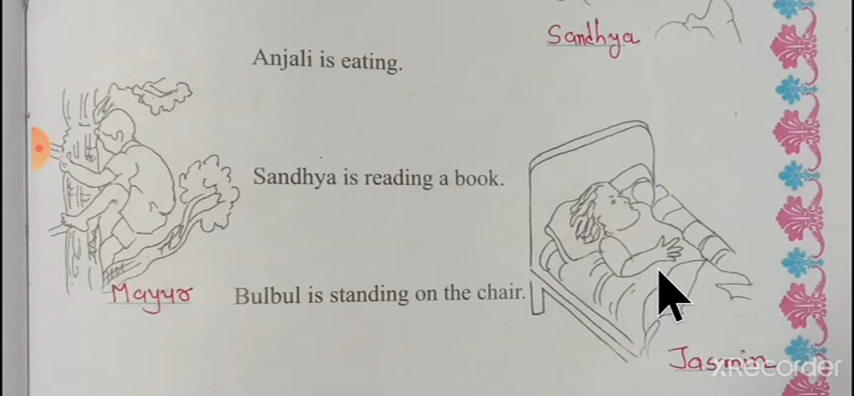 Sandhya
Anjali is eating.
Sandhya is reading a book.
Mayur
Bulbul is standing on the chair.
Jasmin
XRecorder